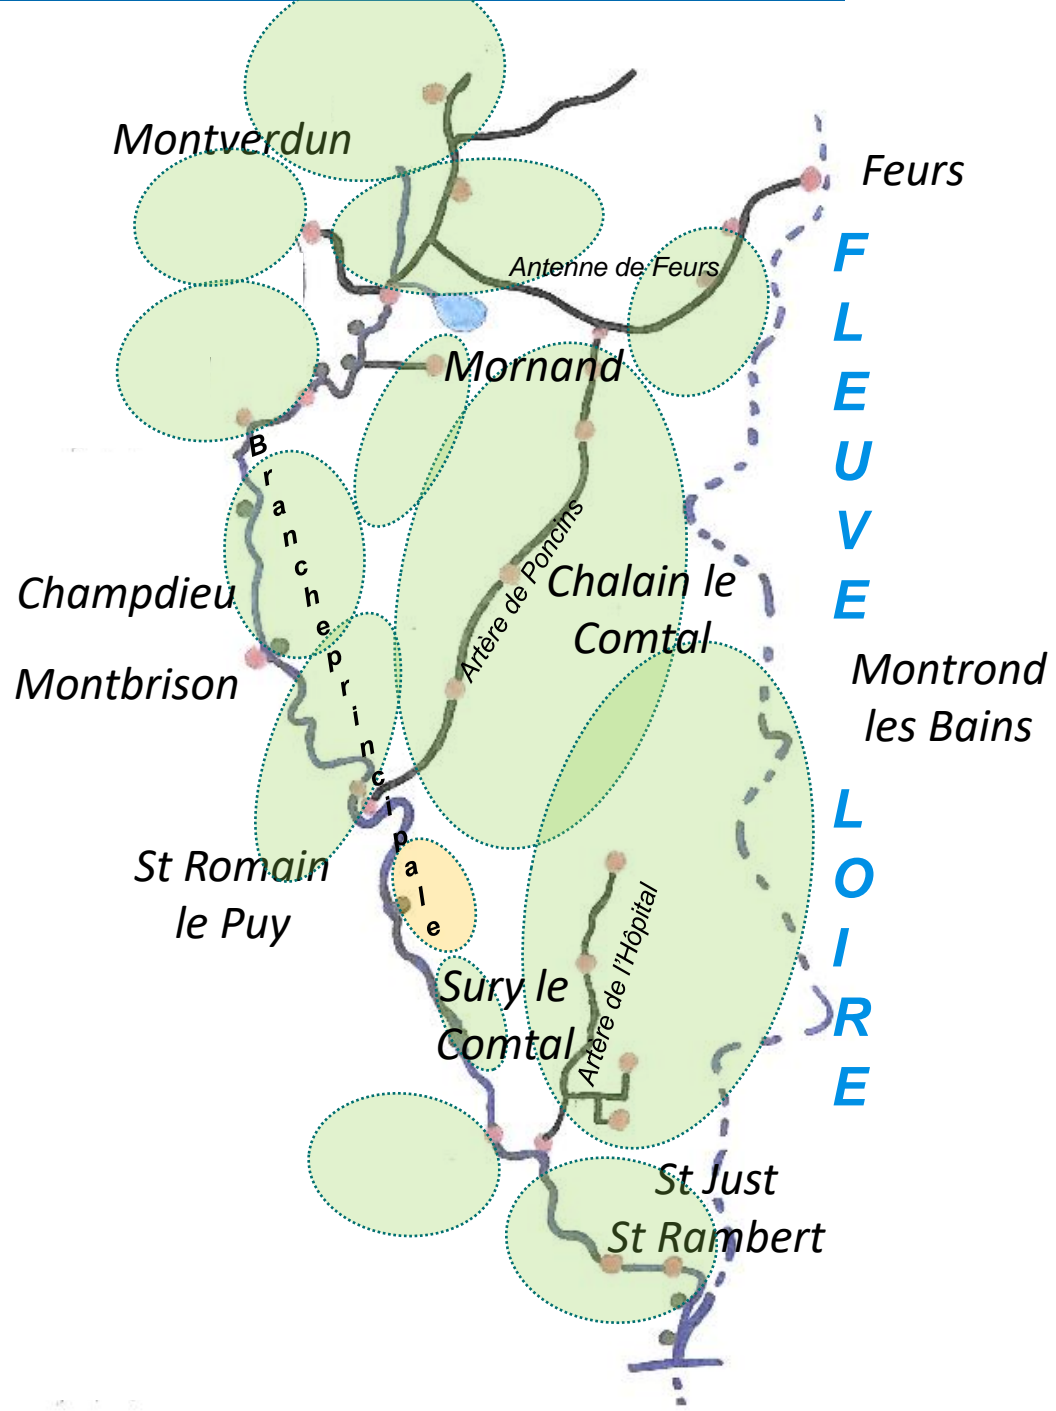 Montverdun
Feurs
Antenne de Feurs
FLEUVE LOIRE
Mornand
Branche principale
Artère de Poncins
Chalain le
Comtal
Champdieu
Montbrison
Montrond
les Bains
St Romain
le Puy
Artère de l'Hôpital
Sury le
Comtal
St Just
St Rambert